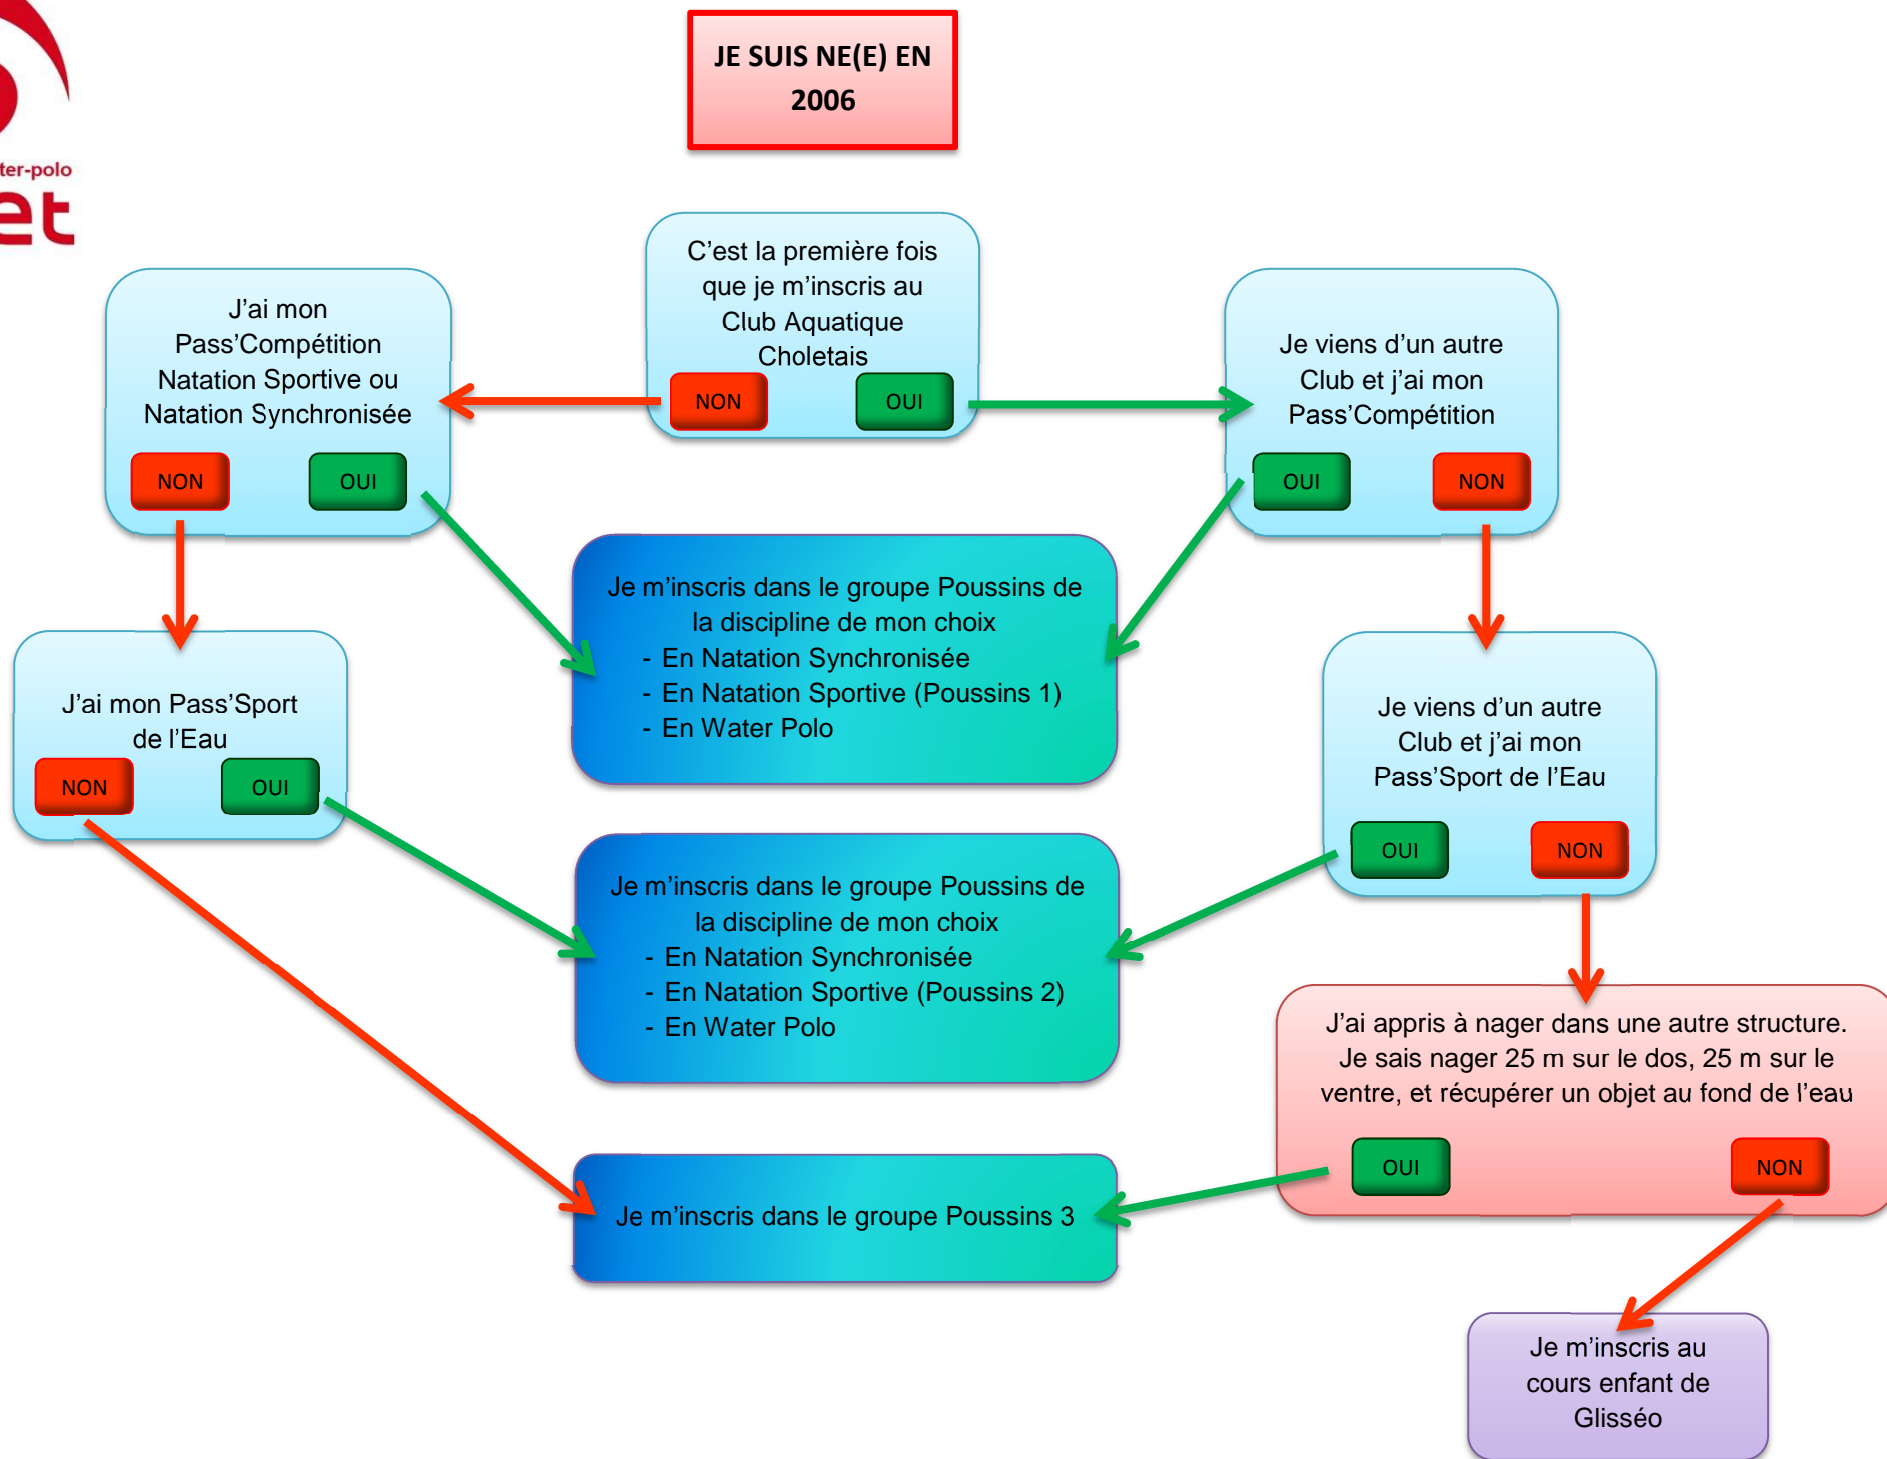 JE SUIS NE(E) EN
2006
ter-polo
et
C’est la première fois
que je m’inscris au
Club Aquatique
Choletais
NON
OUI
J’ai mon
Pass’Compétition
Natation Sportive ou
Natation Synchronisée
NON
OUI
Je viens d’un autre
Club et j’ai mon
Pass’Compétition
OUI
NON
Je m’inscris dans le groupe Poussins de
la discipline de mon choix
- En Natation Synchronisée
- En Natation Sportive (Poussins 1)
- En Water Polo
J’ai mon Pass’Sport
de l’Eau
NON
OUI
Je viens d’un autre
Club et j’ai mon
Pass’Sport de l’Eau
OUI
NON
Je m’inscris dans le groupe Poussins de
la discipline de mon choix
- En Natation Synchronisée
- En Natation Sportive (Poussins 2)
- En Water Polo
J’ai appris à nager dans une autre structure.
Je sais nager 25 m sur le dos, 25 m sur le
ventre, et récupérer un objet au fond de l’eau
OUI
NON
Je m’inscris dans le groupe Poussins 3
Je m’inscris au
cours enfant de
Glisséo